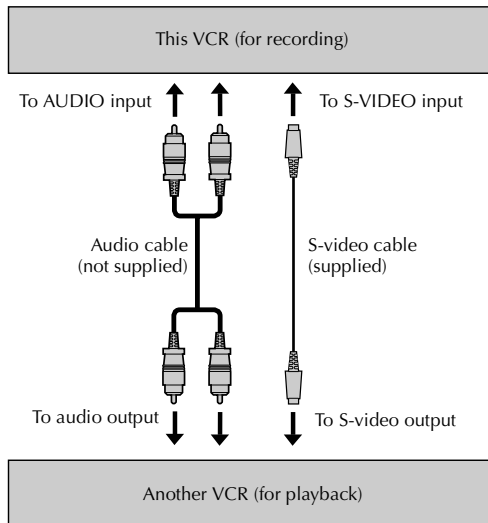 This VCR (for recording)
To AUDIO input
To S-VIDEO input
Audio cable
(not supplied)
S-video cable
(supplied)
To audio output
To S-video output
Another VCR (for playback)